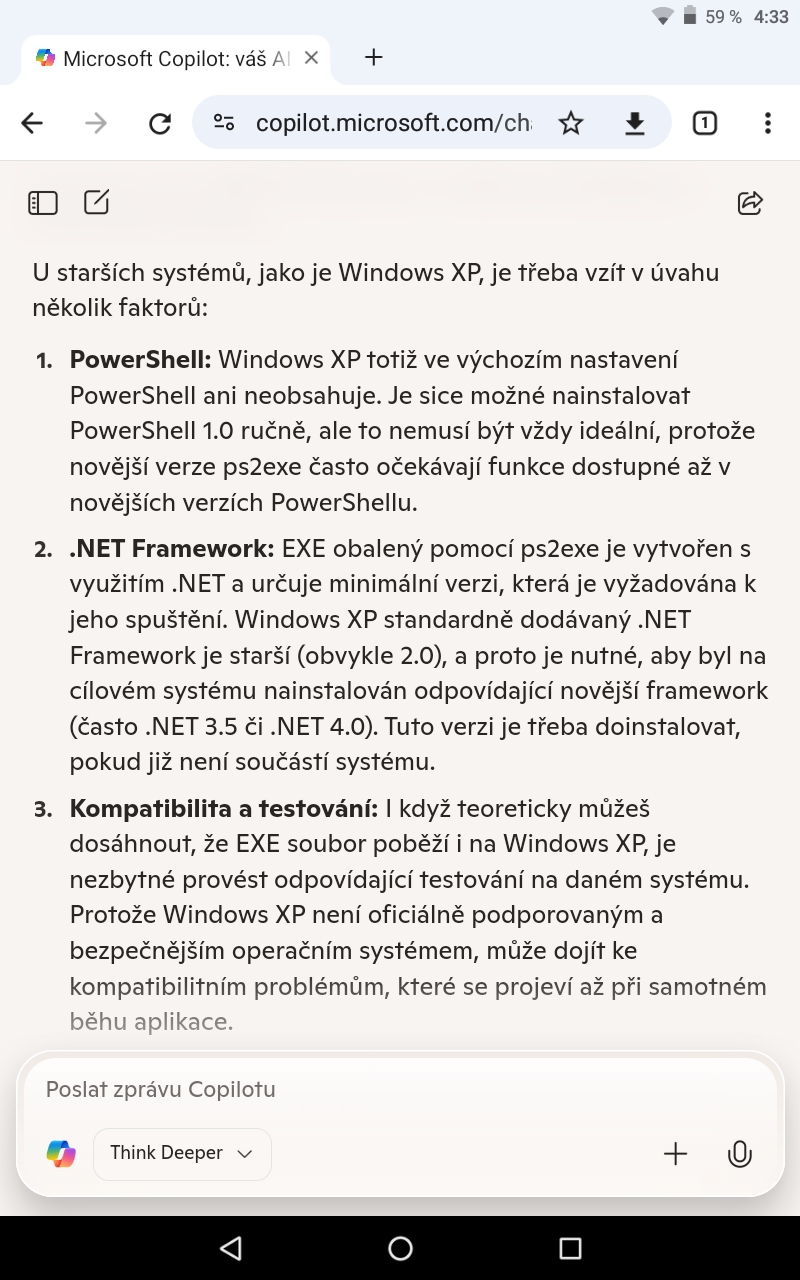 59 % 4:33
Microsoft Copilot: váš AI
copilot.microsoft.com/ch
1
U starších systémů, jako je Windows XP, je třeba vzít v úvahu
několik faktorů:
1. PowerShell: Windows XP totiž ve výchozím nastavení
PowerShell ani neobsahuje. Je sice možné nainstalovat
PowerShell 1.0 ručně, ale to nemusí být vždy ideální, protože
novější verze ps2exe často očekávají funkce dostupné až v
novějších verzích PowerShellu.
2. .NET Framework: EXE obalený pomocí ps2exe je vytvořen s
využitím .NET a určuje minimální verzi, která je vyžadována k
jeho spuštění. Windows XP standardně dodávaný .NET
Framework je starší (obvykle 2.0), a proto je nutné, aby byl na
cílovém systému nainstalován odpovídající novější framework
(často .NET 3.5 či .NET 4.0). Tuto verzi je třeba doinstalovat,
pokud již není součástí systému.
3. Kompatibilita a testování: I když teoreticky můžeš
dosáhnout, že EXE soubor poběží i na Windows XP, je
nezbytné provést odpovídající testování na daném systému.
Protože Windows XP není oficiálně podporovaným a
bezpečnějším operačním systémem, může dojít ke
kompatibilitním problémům, které se projeví až při samotném
běhu aplikace.
Poslat zprávu Copilotu
Think Deeper